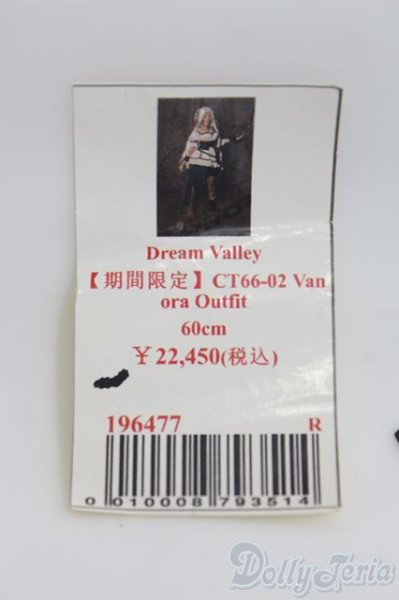 Dream Valley
【期間限定】CT66-02 Van
ora Outfit
60cm
￥22,450(税込)
196477 R
0 010008 793514
DollyTeria